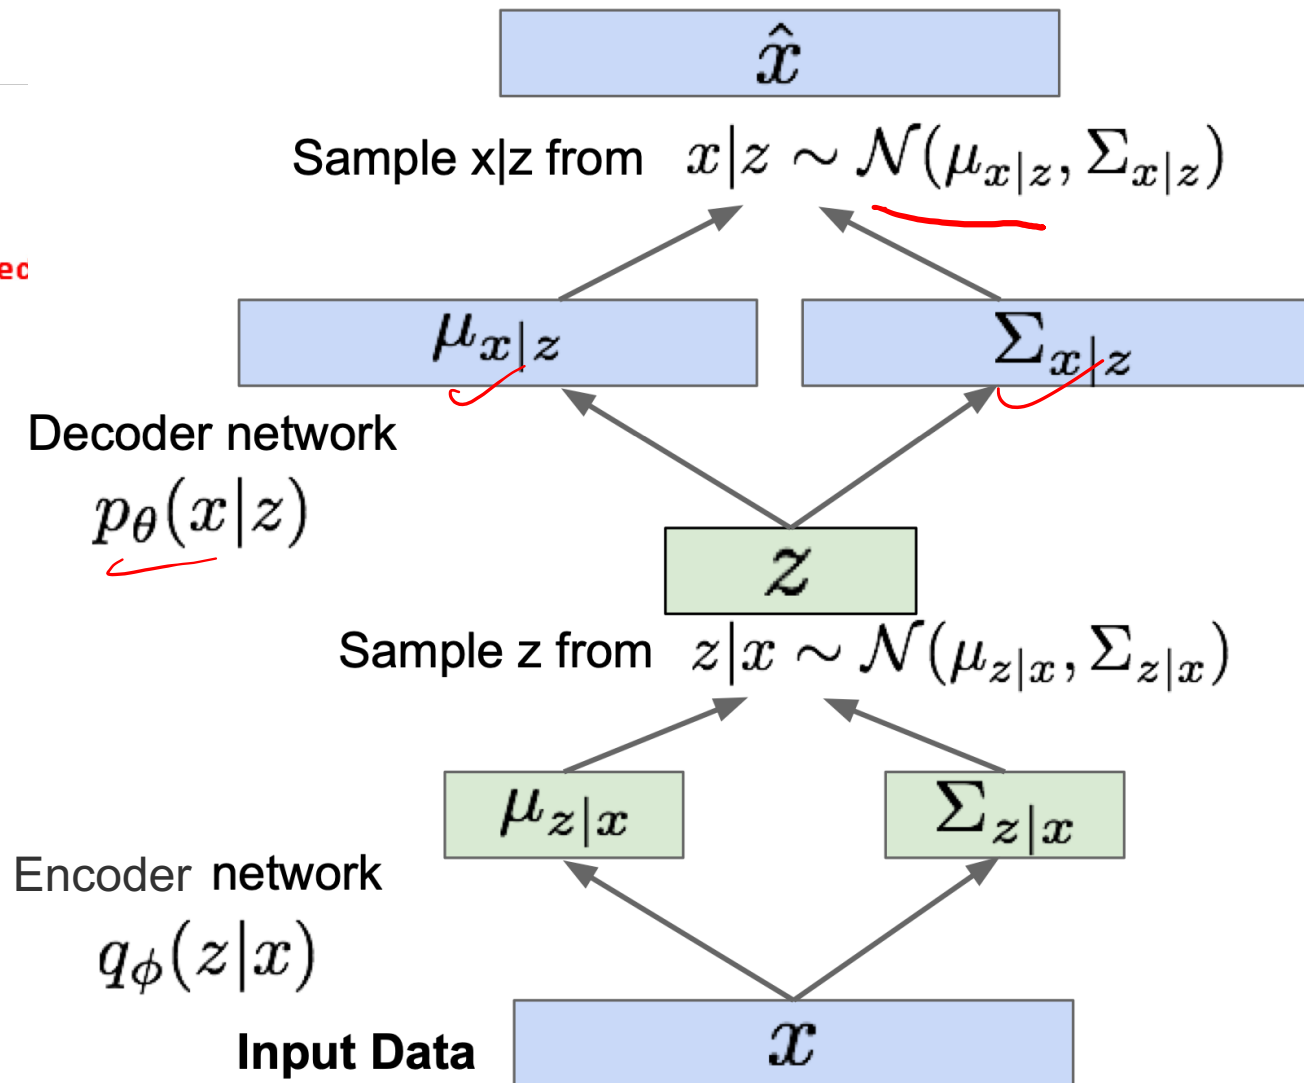 x̂
Sample x|z from x|z ∼ 𝒩(μ_{x|z}, Σ_{x|z})
μ_{x|z} Σ_{x|z}
Decoder network
p_θ(x|z)
z
Sample z from z|x ∼ 𝒩(μ_{z|x}, Σ_{z|x})
μ_{z|x} Σ_{z|x}
Encoder network
q_ϕ(z|x)
Input Data x